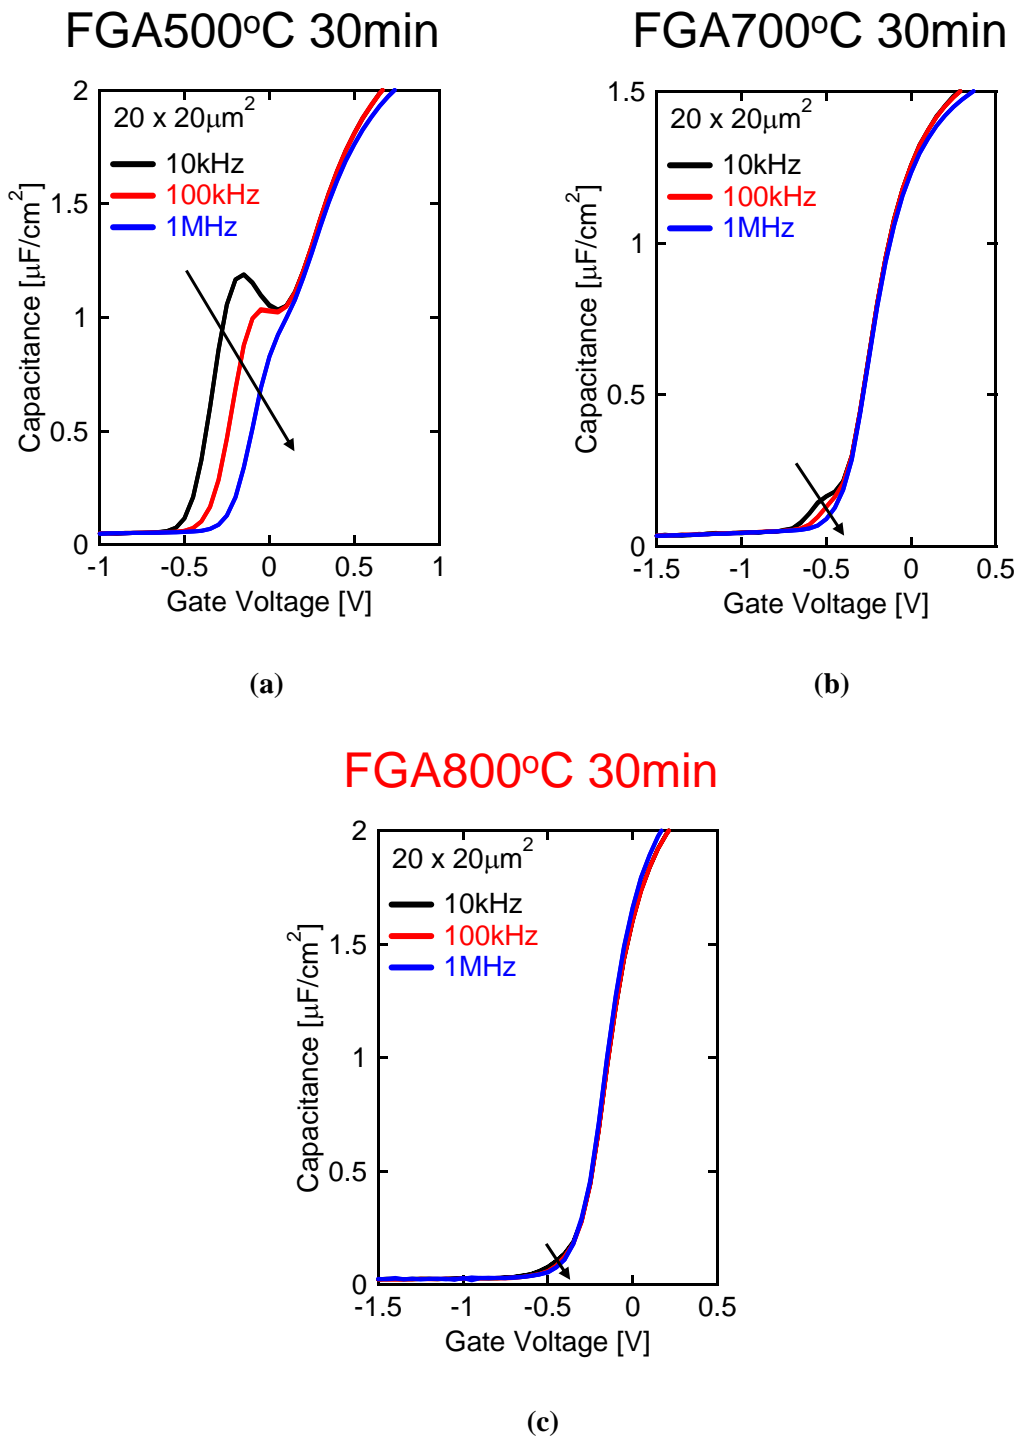 FGA500°C 30min
2
1.5
1
0.5
0
Capacitance [μF/cm²]
20 x 20μm²
10kHz
100kHz
1MHz
-1 -0.5 0 0.5 1
Gate Voltage [V]
(a)
FGA700°C 30min
1.5
1
0.5
0
Capacitance [μF/cm²]
20 x 20μm²
10kHz
100kHz
1MHz
-1.5 -1 -0.5 0 0.5
Gate Voltage [V]
(b)
FGA800°C 30min
2
1.5
1
0.5
0
Capacitance [μF/cm²]
20 x 20μm²
10kHz
100kHz
1MHz
-1.5 -1 -0.5 0 0.5
Gate Voltage [V]
(c)